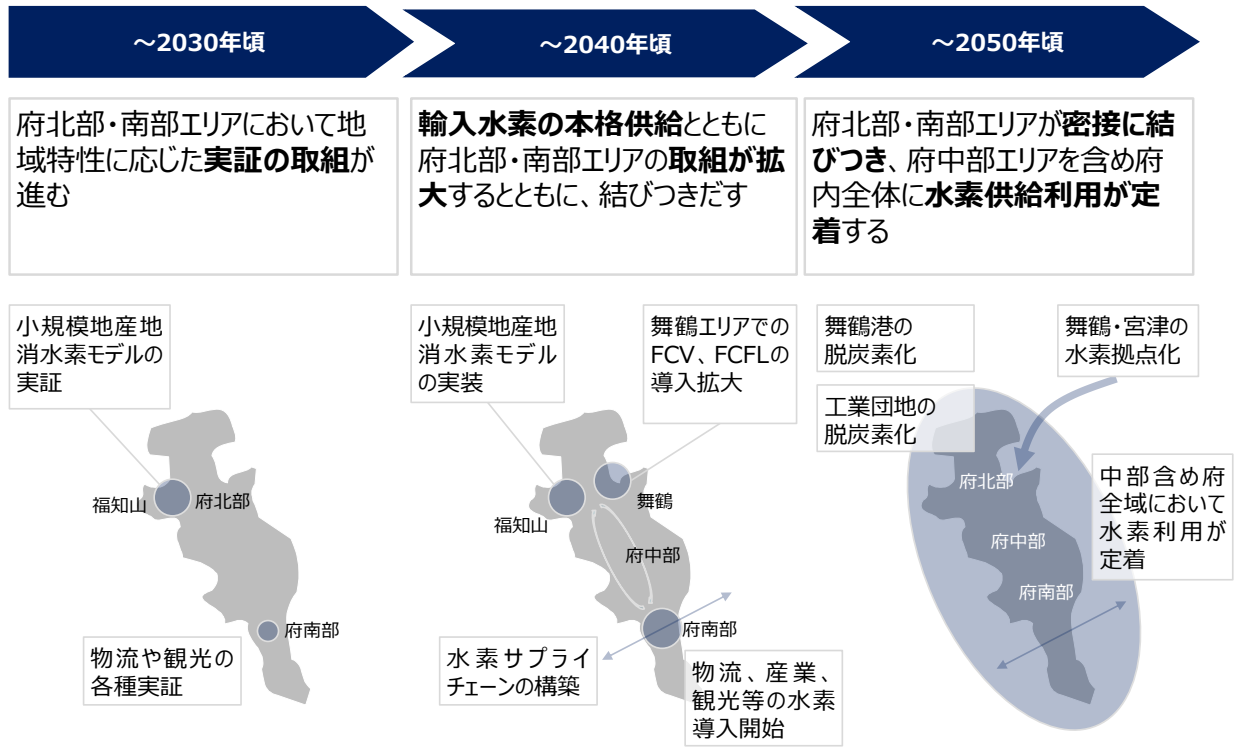 ～2030年頃
～2040年頃
～2050年頃
府北部・南部エリアにおいて地
域特性に応じた実証の取組が
進む
輸入水素の本格供給とともに
府北部・南部エリアの取組が拡
大するとともに、結びつきだす
府北部・南部エリアが密接に結
びつき、府中部エリアを含め府
内全体に水素供給利用が定
着する
小規模地産地
消水素モデルの
実証
福知山
府北部
府南部
物流や観光の
各種実証
小規模地産地
消水素モデル
の実装
舞鶴エリアでの
FCV、FCFLの
導入拡大
福知山
舞鶴
府中部
府南部
水素サプライ
チェーンの構築
物流、産業、
観光等の水素
導入開始
舞鶴港の
脱炭素化
舞鶴・宮津の
水素拠点化
工業団地の
脱炭素化
府北部
府中部
府南部
中部含め府
全域において
水素利用が
定着